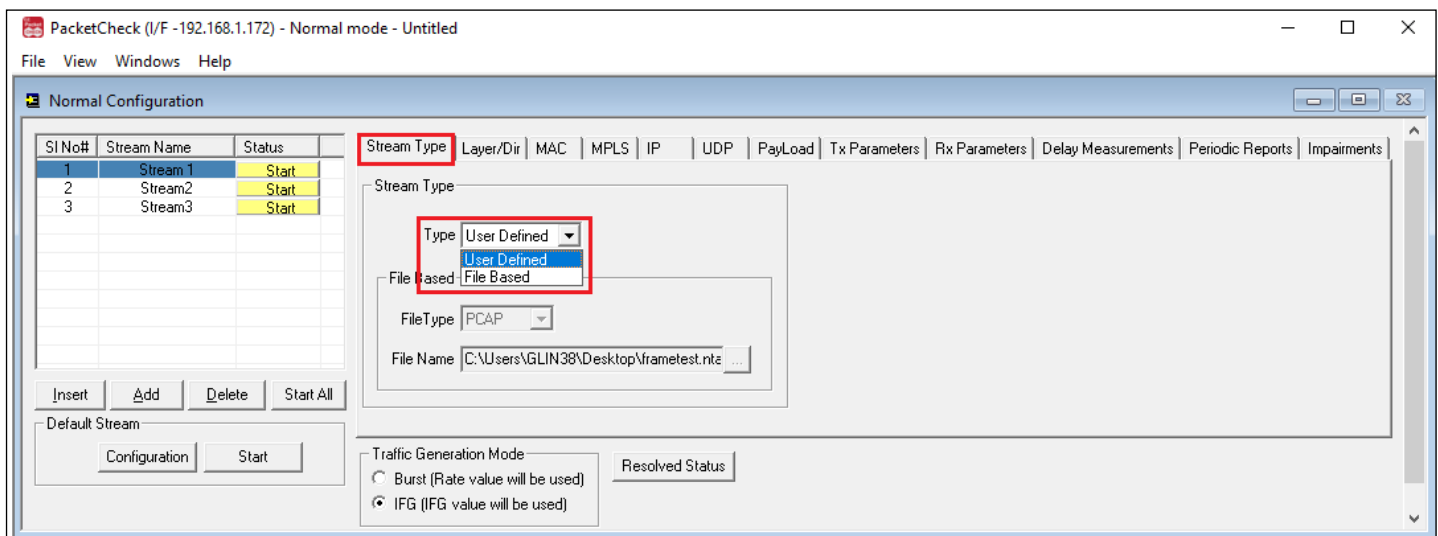 PacketCheck (I/F -192.168.1.172) - Normal mode - Untitled
File View Windows Help
Normal Configuration
Sl No# Stream Name Status
1 Stream 1 Start
2 Stream2 Start
3 Stream3 Start
Insert Add Delete Start All
Default Stream
Configuration Start
Stream Type Layer/Dir MAC MPLS IP UDP PayLoad Tx Parameters Rx Parameters Delay Measurements Periodic Reports Impairments
Stream Type
Type User Defined
User Defined
File Based File Based
FileType PCAP
File Name C:\Users\GLIN38\Desktop\frametest.nta ...
Traffic Generation Mode
Burst (Rate value will be used)
IFG (IFG value will be used)
Resolved Status